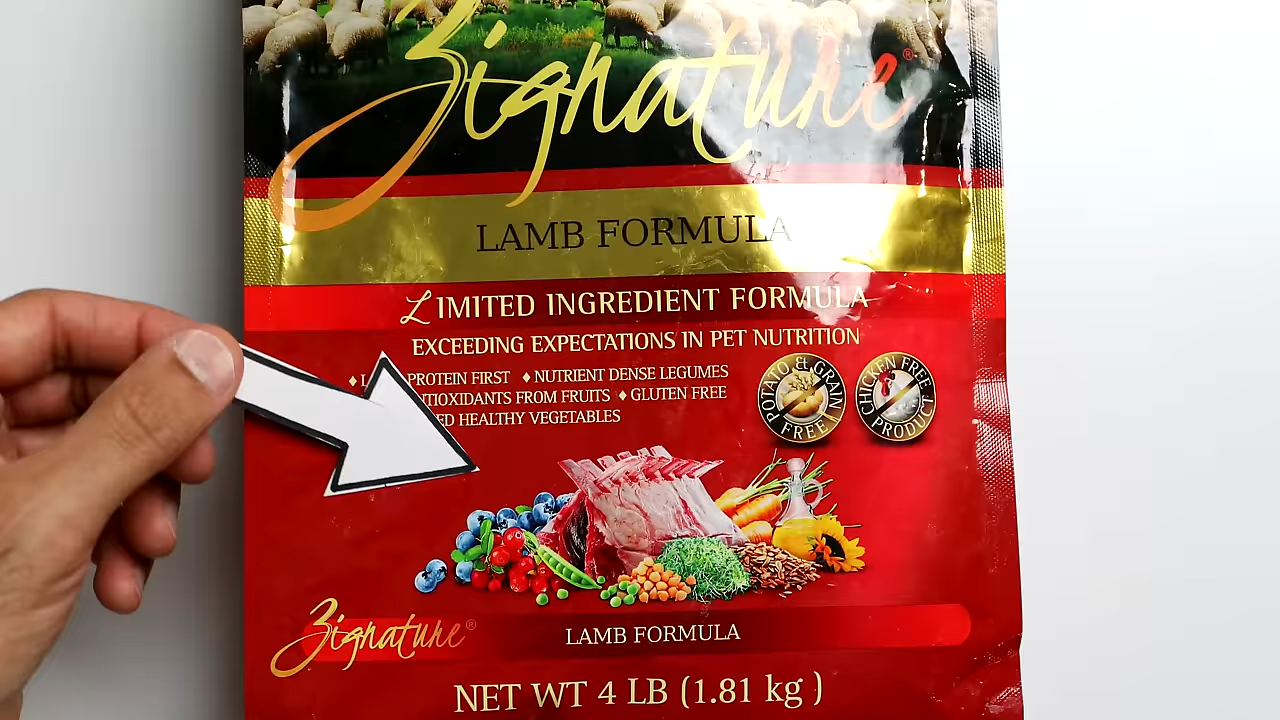 Zignature®
LAMB FORMULA
LIMITED INGREDIENT FORMULA
EXCEEDING EXPECTATIONS IN PET NUTRITION
♦ PROTEIN FIRST ♦ NUTRIENT DENSE LEGUMES
FROM FRUITS ♦ GLUTEN FREE
HEALTHY VEGETABLES
POTATO & GRAIN FREE
CHICKEN FREE PRODUCT
Zignature®
LAMB FORMULA
NET WT 4 LB (1.81 kg )